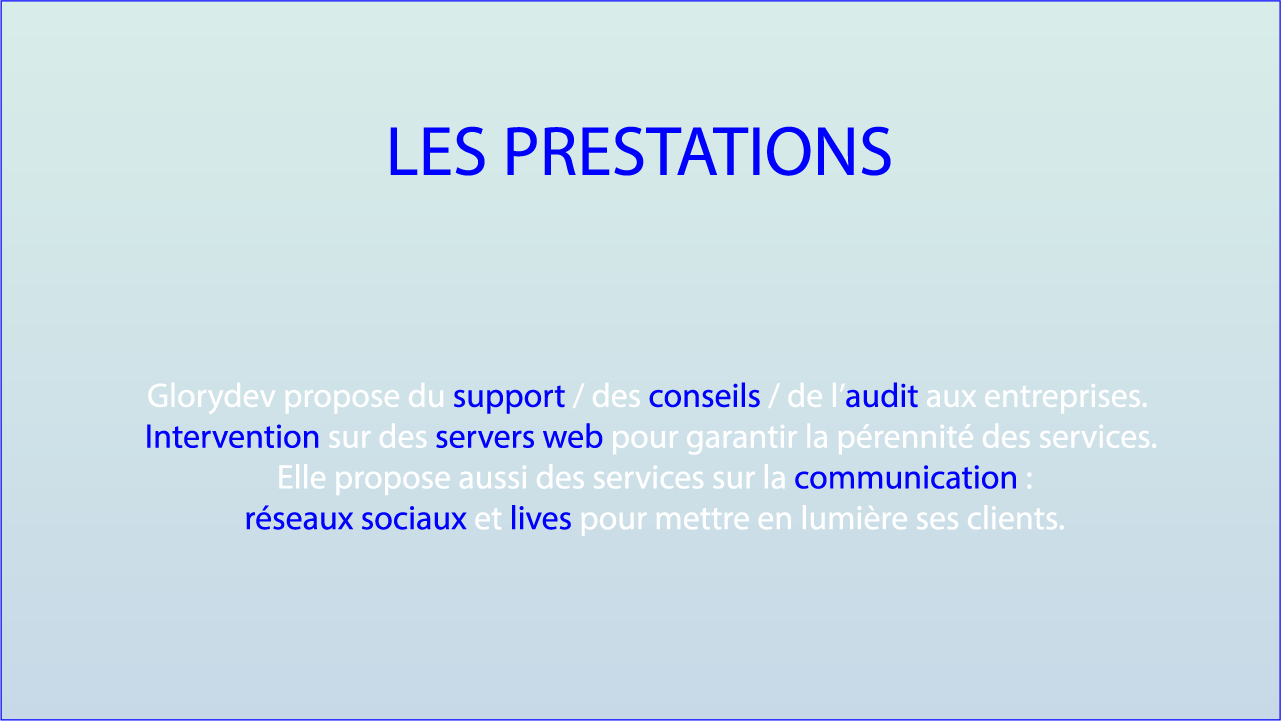 LES PRESTATIONS
Glorydev propose du support / des conseils / de l’audit aux entreprises.
Intervention sur des servers web pour garantir la pérennité des services.
Elle propose aussi des services sur la communication :
réseaux sociaux et lives pour mettre en lumière ses clients.